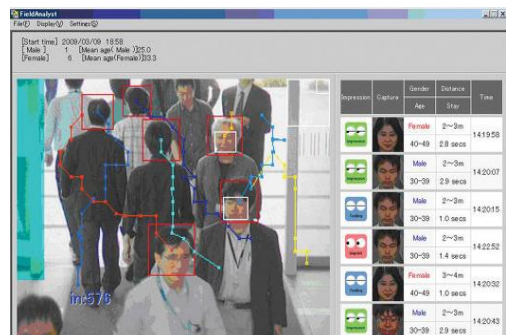 FieldAnalyst
File(F) Display(V) Settings(S)
[Start time] 2009/03/09 18:58
[ Male ] 1 [Mean age( Male )]25.0
[Female] 6 [Mean age(Female)]33.3
Impression Capture Gender Distance Time
Age Stay
Female 2~3m 14:19:58
40-49 2.8 secs
Male 2~3m 14:20:07
30-39 2.9 secs
Male 2~3m 14:20:15
30-39 1.0 secs
Male 2~3m 14:22:52
30-39 1.4 secs
Female 3~4m 14:20:32
40-49 1.0 secs
Male 2~3m 14:20:43
30-39 2.9 secs
in:576